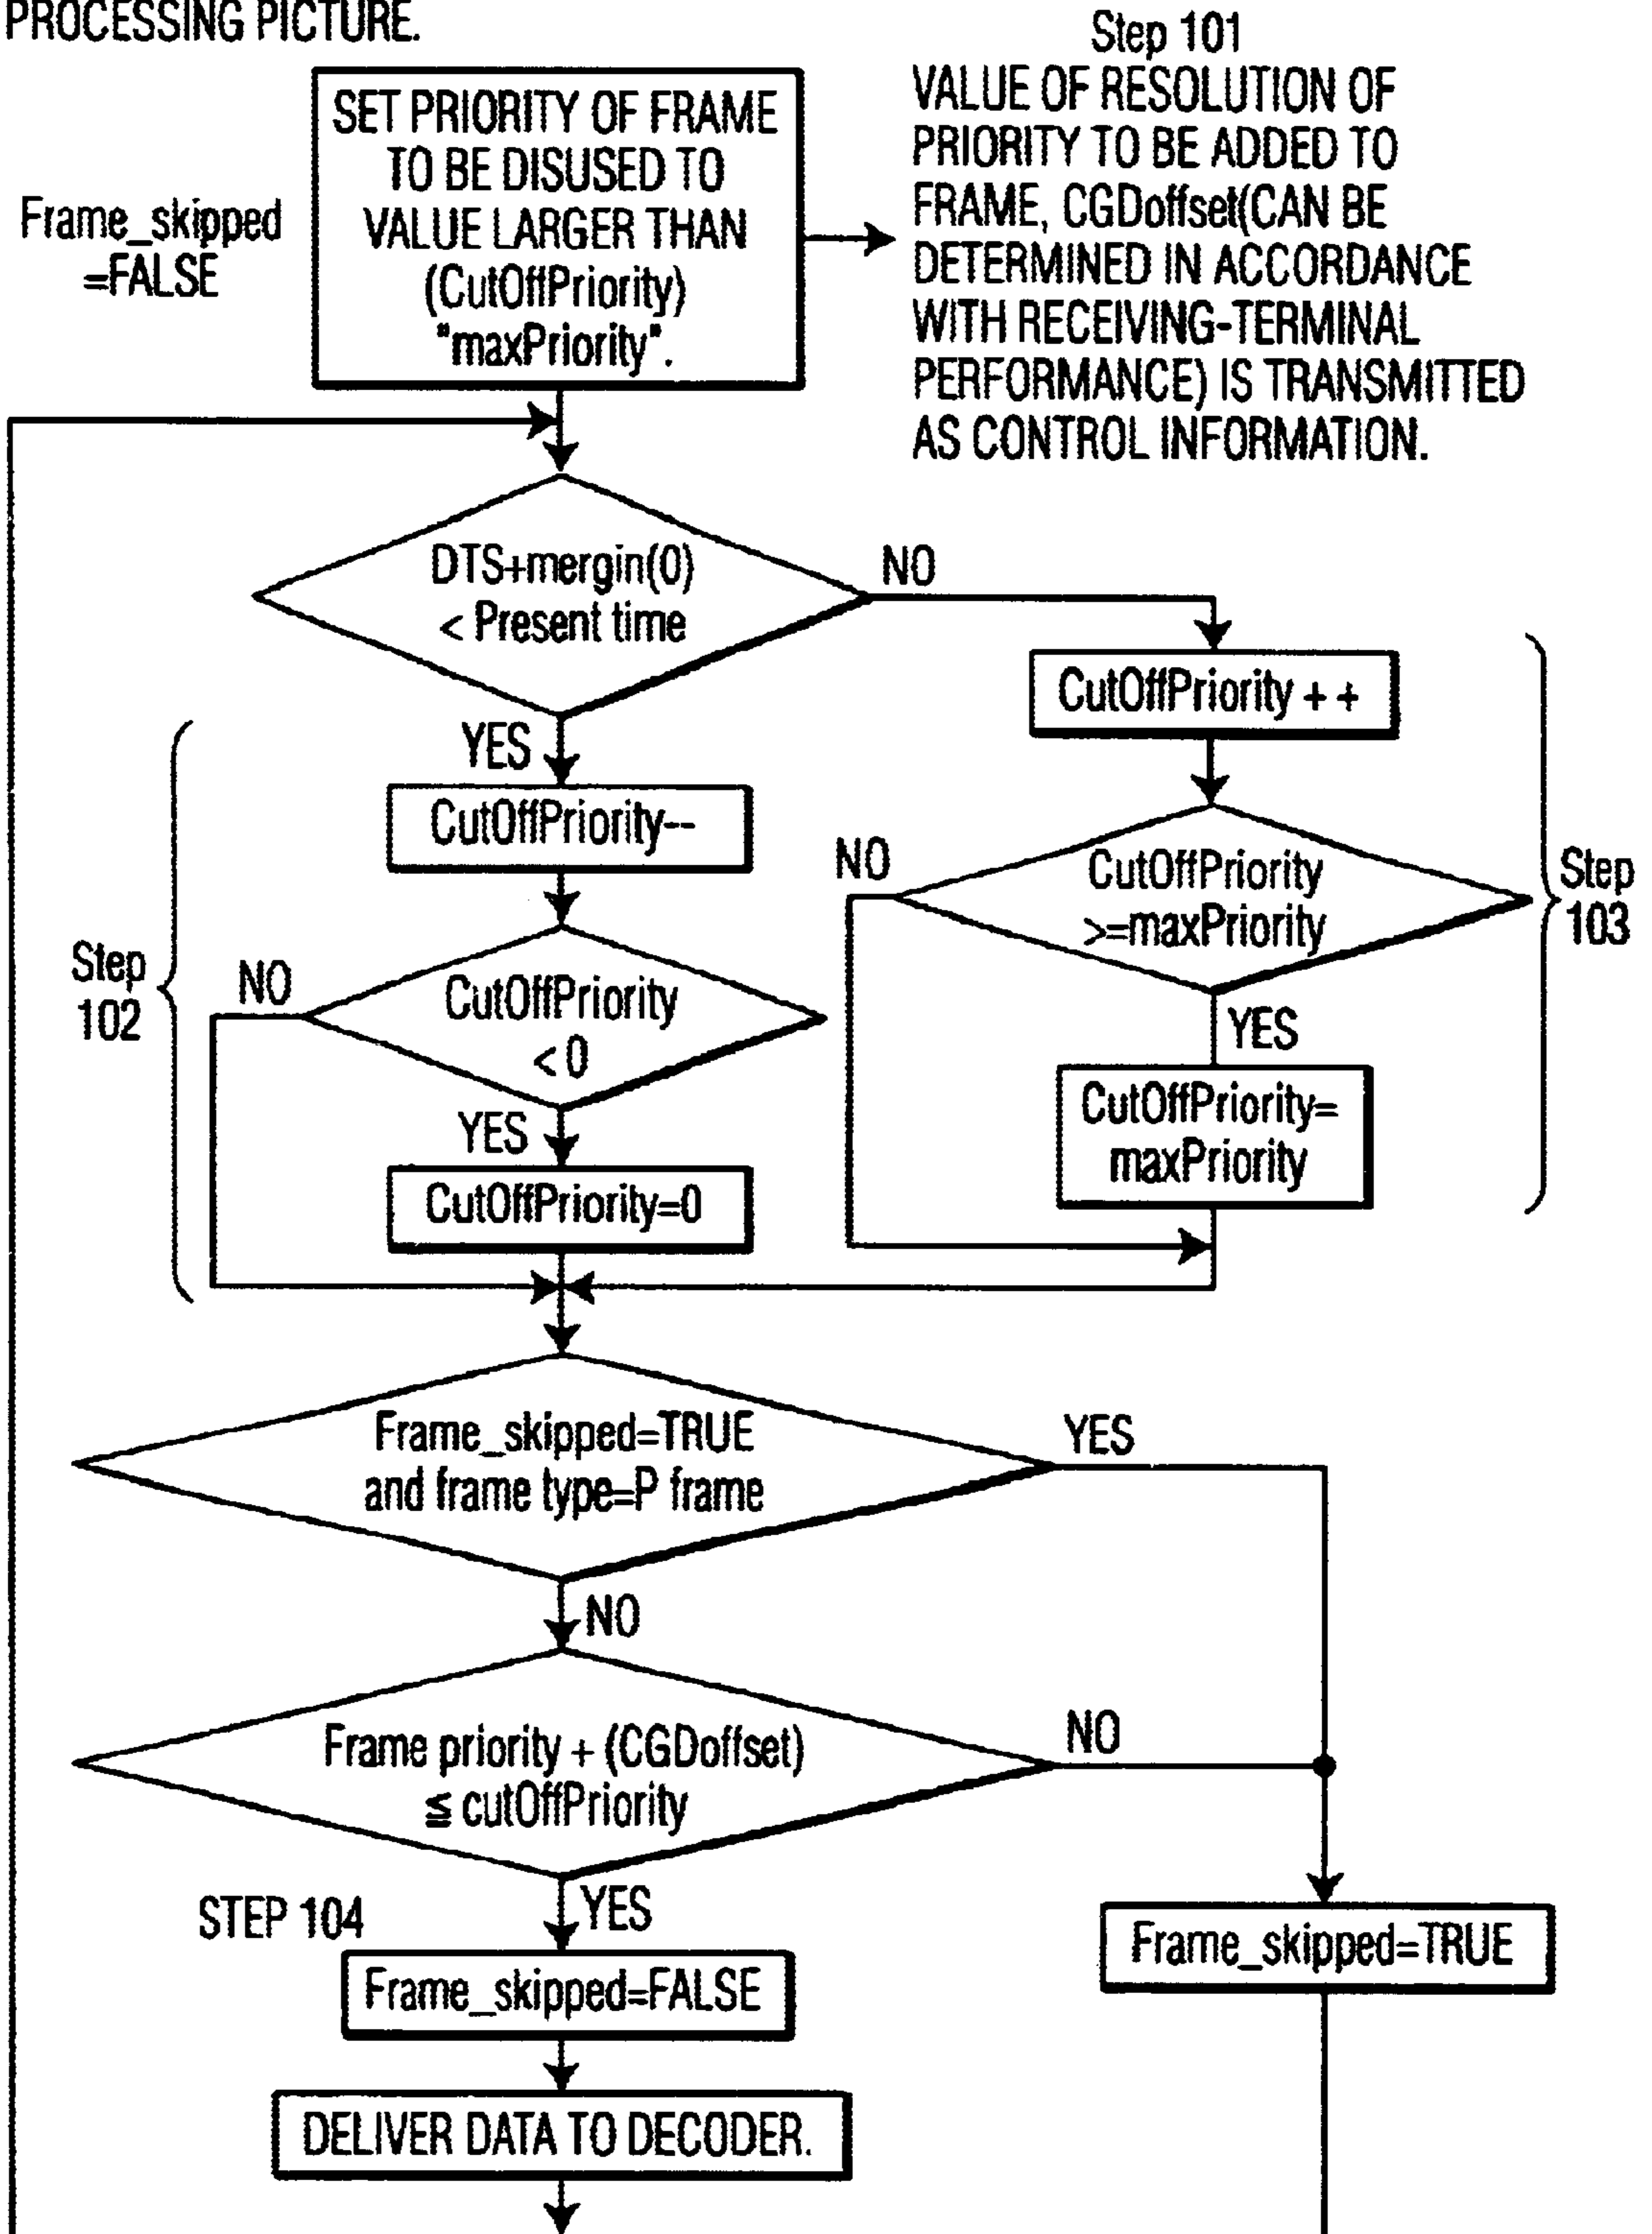 PROCESSING PICTURE.
Step 101
VALUE OF RESOLUTION OF
PRIORITY TO BE ADDED TO
FRAME, CGDoffset(CAN BE
DETERMINED IN ACCORDANCE
WITH RECEIVING-TERMINAL
PERFORMANCE) IS TRANSMITTED
AS CONTROL INFORMATION.
SET PRIORITY OF FRAME
TO BE DISUSED TO
VALUE LARGER THAN
(CutOffPriority)
"maxPriority".
Frame_skipped
=FALSE
DTS+mergin(0)
< Present time
NO
YES
CutOffPriority + +
CutOffPriority--
CutOffPriority
>=maxPriority
NO
YES
Step
103
Step
102
CutOffPriority
< 0
NO
YES
CutOffPriority=
maxPriority
CutOffPriority=0
Frame_skipped=TRUE
and frame type=P frame
YES
NO
Frame priority + (CGDoffset)
≦ cutOffPriority
NO
YES
STEP 104
Frame_skipped=FALSE
Frame_skipped=TRUE
DELIVER DATA TO DECODER.